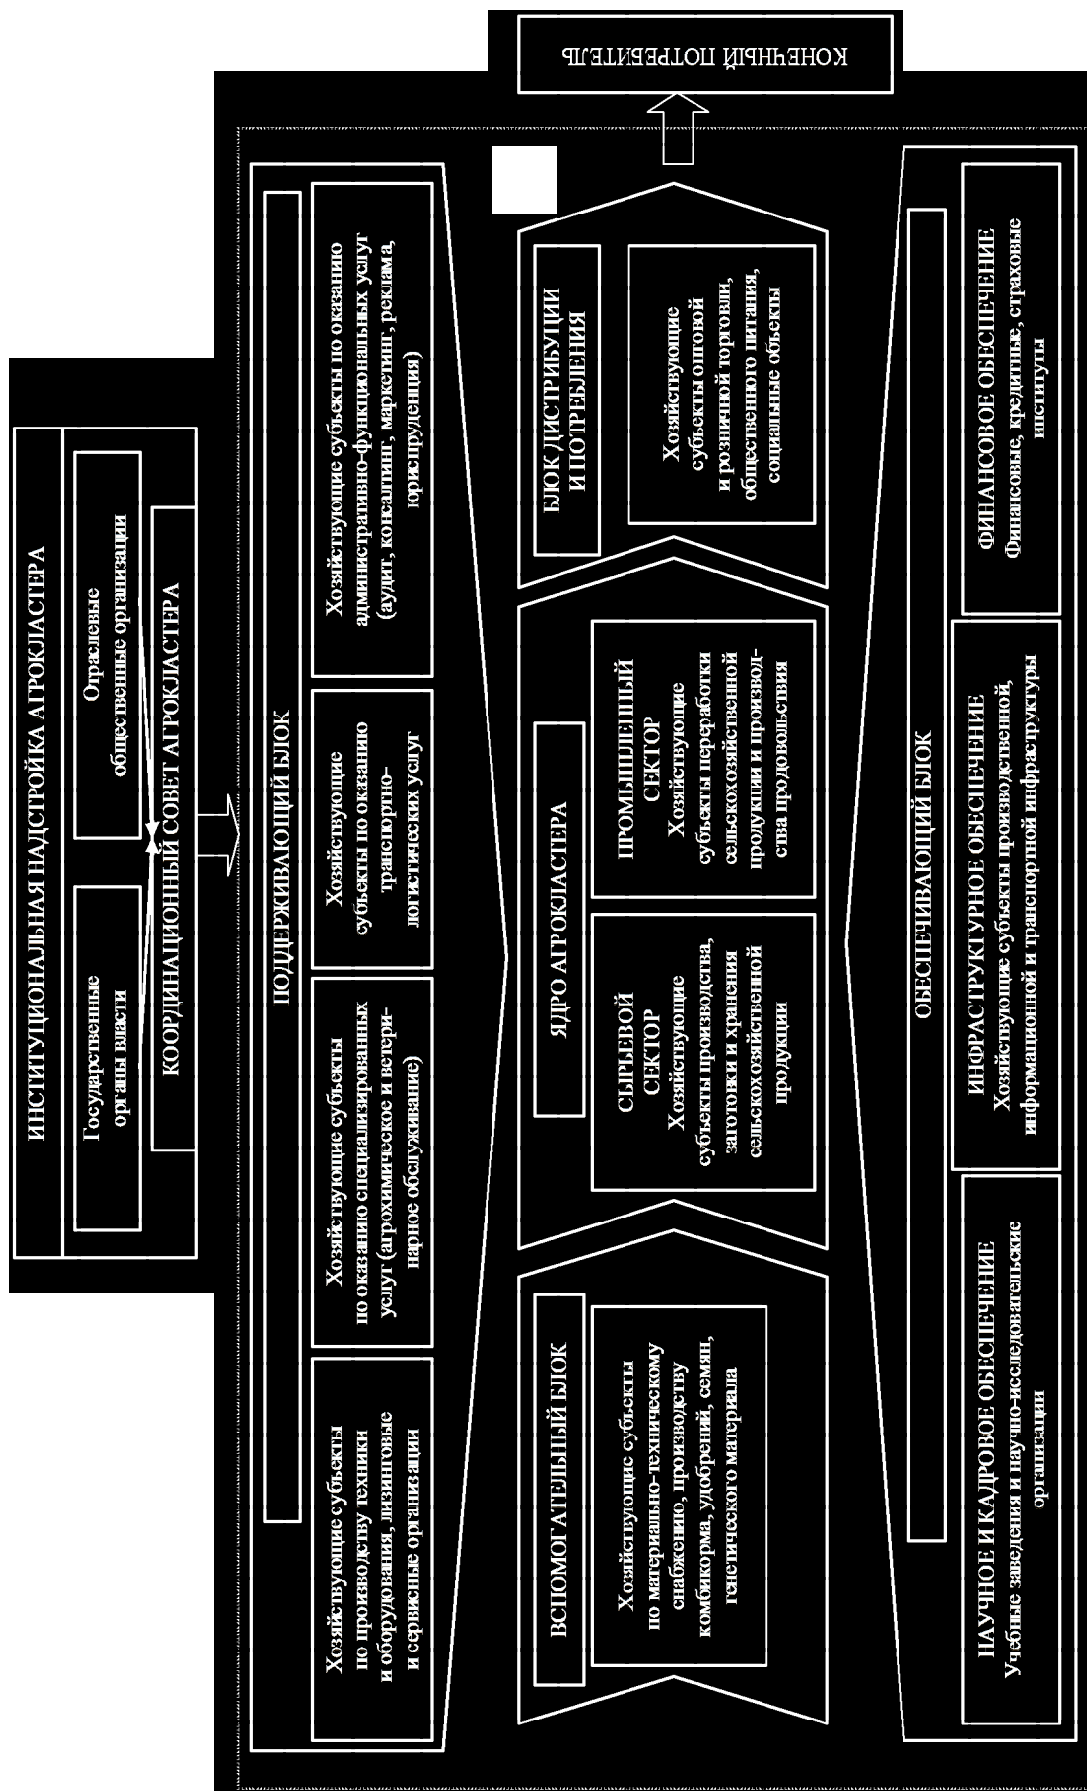 ИНСТИТУЦИОНАЛЬНАЯ НАДСТРОЙКА АГРОКЛАСТЕРА
Государственные
органы власти
Отраслевые
общественные организации
КООРДИНАЦИОННЫЙ СОВЕТ АГРОКЛАСТЕРА
ПОДДЕРЖИВАЮЩИЙ БЛОК
Хозяйствующие субъекты
по производству техники
и оборудования, лизинговые
и сервисные организации
Хозяйствующие субъекты
по оказанию специализированных
услуг (агрохимическое и ветери-
нарное обслуживание)
Хозяйствующие
субъекты по оказанию
транспортно-
логистических услуг
Хозяйствующие субъекты по оказанию
административно-функциональных услуг
(аудит, консалтинг, маркетинг, реклама,
юриспруденция)
ВСПОМОГАТЕЛЬНЫЙ БЛОК
Хозяйствующие субъекты
по материально-техническому
снабжению, производству
комбикорма, удобрений, семян,
генетического материала
ЯДРО АГРОКЛАСТЕРА
СЫРЬЕВОЙ
СЕКТОР
Хозяйствующие
субъекты производства,
заготовки и хранения
сельскохозяйственной
продукции
ПРОМЫШЛЕННЫЙ
СЕКТОР
Хозяйствующие
субъекты переработки
сельскохозяйственной
продукции и производ-
ства продовольствия
БЛОК ДИСТРИБУЦИИ
И ПОТРЕБЛЕНИЯ
Хозяйствующие
субъекты оптовой
и розничной торговли,
общественного питания,
социальные объекты
КОНЕЧНЫЙ ПОТРЕБИТЕЛЬ
ОБЕСПЕЧИВАЮЩИЙ БЛОК
НАУЧНОЕ И КАДРОВОЕ ОБЕСПЕЧЕНИЕ
Учебные заведения и научно-исследовательские
организации
ИНФРАСТРУКТУРНОЕ ОБЕСПЕЧЕНИЕ
Хозяйствующие субъекты производственной,
информационной и транспортной инфраструктуры
ФИНАНСОВОЕ ОБЕСПЕЧЕНИЕ
Финансовые, кредитные, страховые
институты